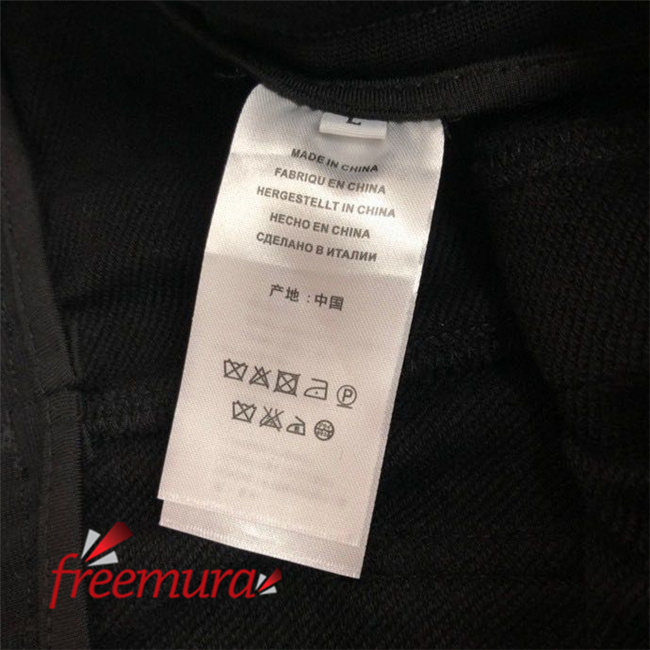 L
MADE IN CHINA
FABRIQU EN CHINA
HERGESTELLT IN CHINA
HECHO EN CHINA
СДЕЛАНО В ИТАЛИИ
产地：中国
P
freemura